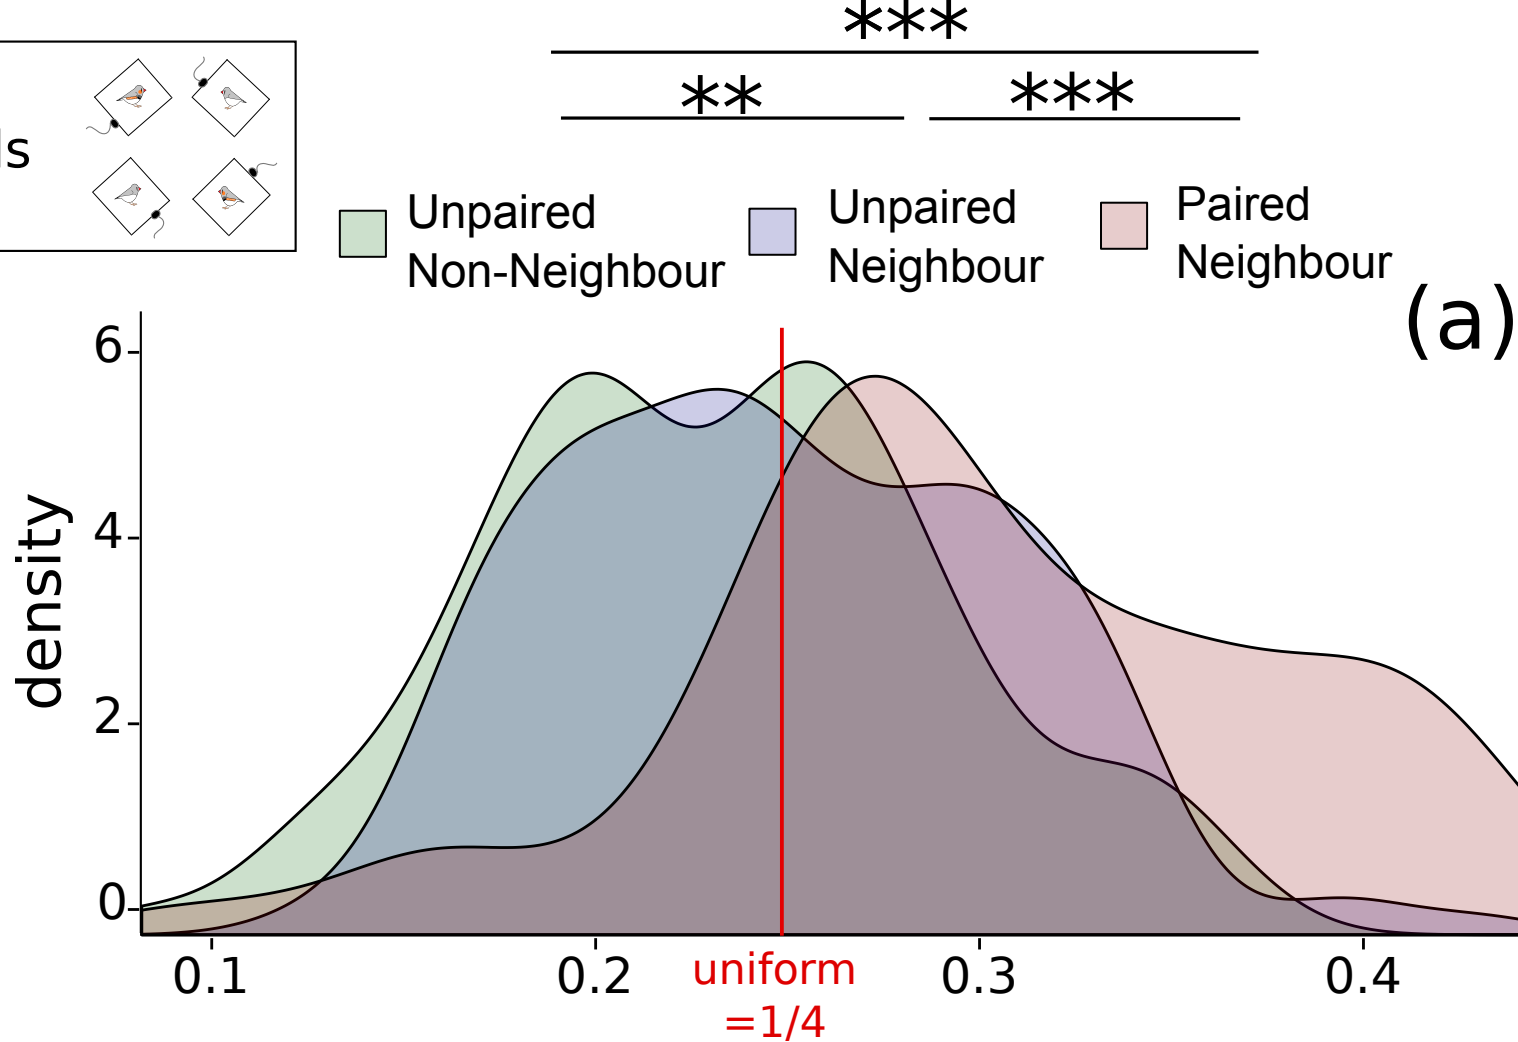 ***
** ***
ls
Unpaired
Non-Neighbour
Unpaired
Neighbour
Paired
Neighbour
(a)
6
4
2
0
density
0.1 0.2 0.3 0.4
uniform
=1/4